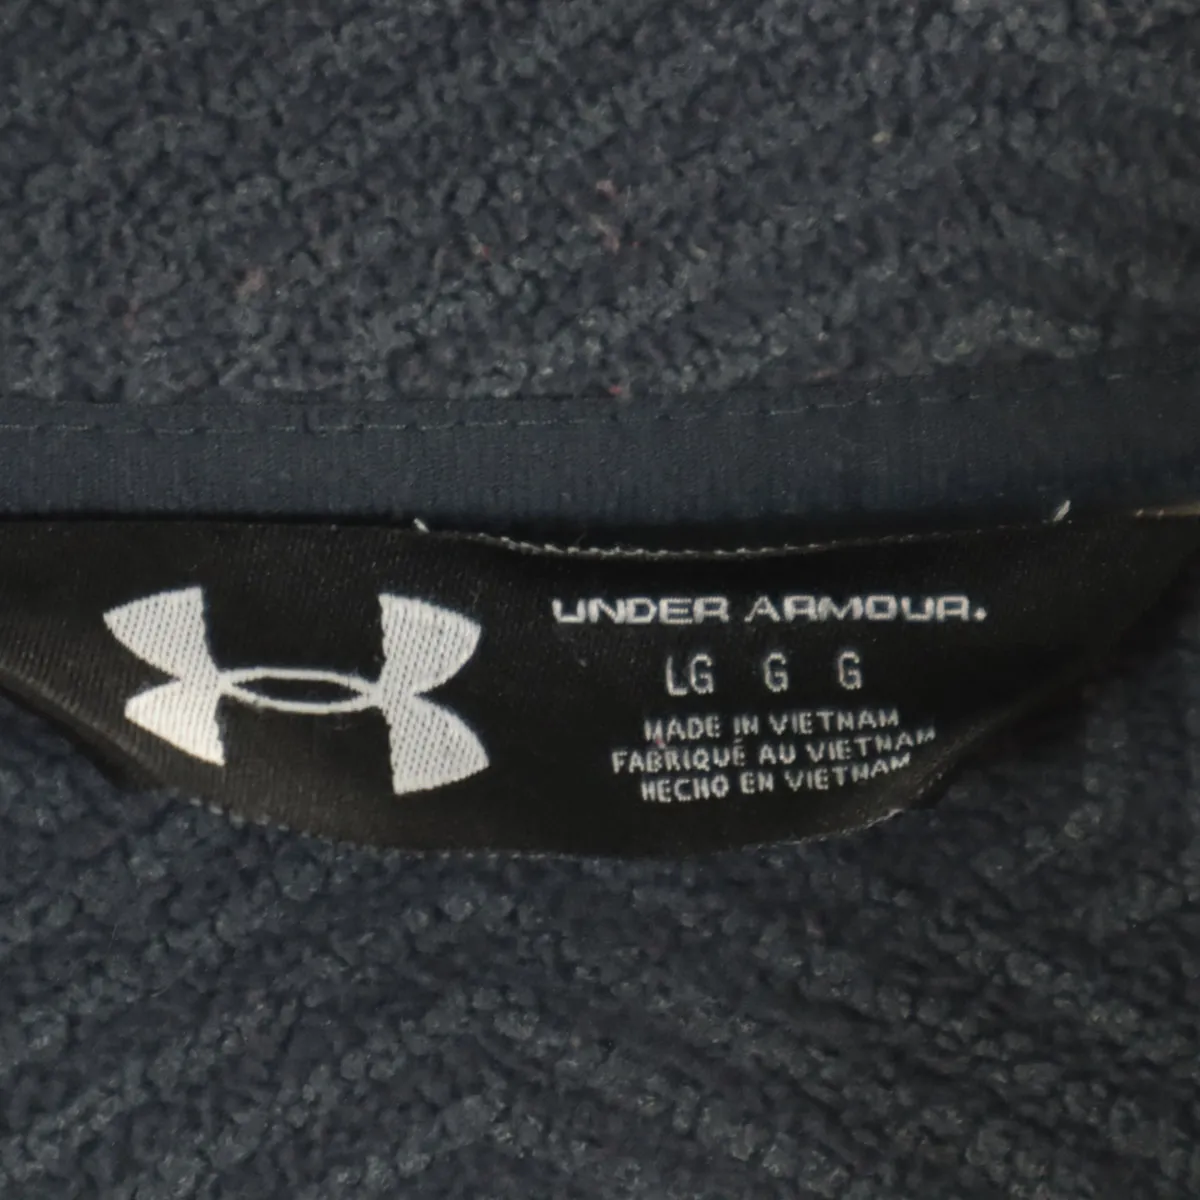 UNDER ARMOUR.
LG G G
MADE IN VIETNAM
FABRIQUÉ AU VIETNAM
HECHO EN VIETNAM